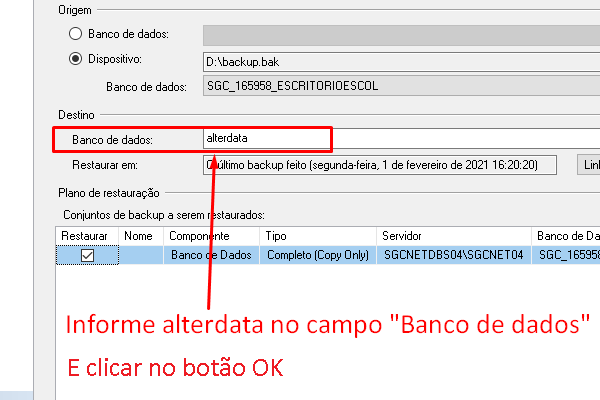 Origem
Banco de dados:
Dispositivo: D:\backup.bak
Banco de dados: SGC_165958_ESCRITORIOESCOL
Destino
Banco de dados: alterdata
Restaurar em: último backup feito (segunda-feira, 1 de fevereiro de 2021 16:20:20)
Plano de restauração
Conjuntos de backup a serem restaurados:
Restaurar Nome Componente Tipo Servidor Banco de
Banco de Dados Completo (Copy Only) SGCNETDBS04\SGCNET04
Informe alterdata no campo "Banco de dados"
E clicar no botão OK